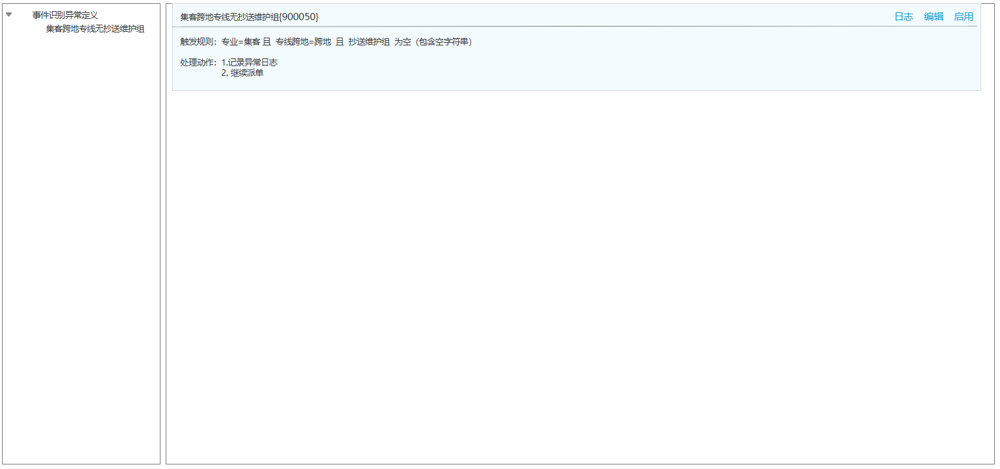 事件识别异常定义
集客跨地专线无抄送维护组
集客跨地专线无抄送维护组{900050}
日志 编辑 启用
触发规则：专业=集客 且 专线跨地=跨地 且 抄送维护组 为空（包含空字符串）
处理动作：1.记录异常日志
2. 继续派单